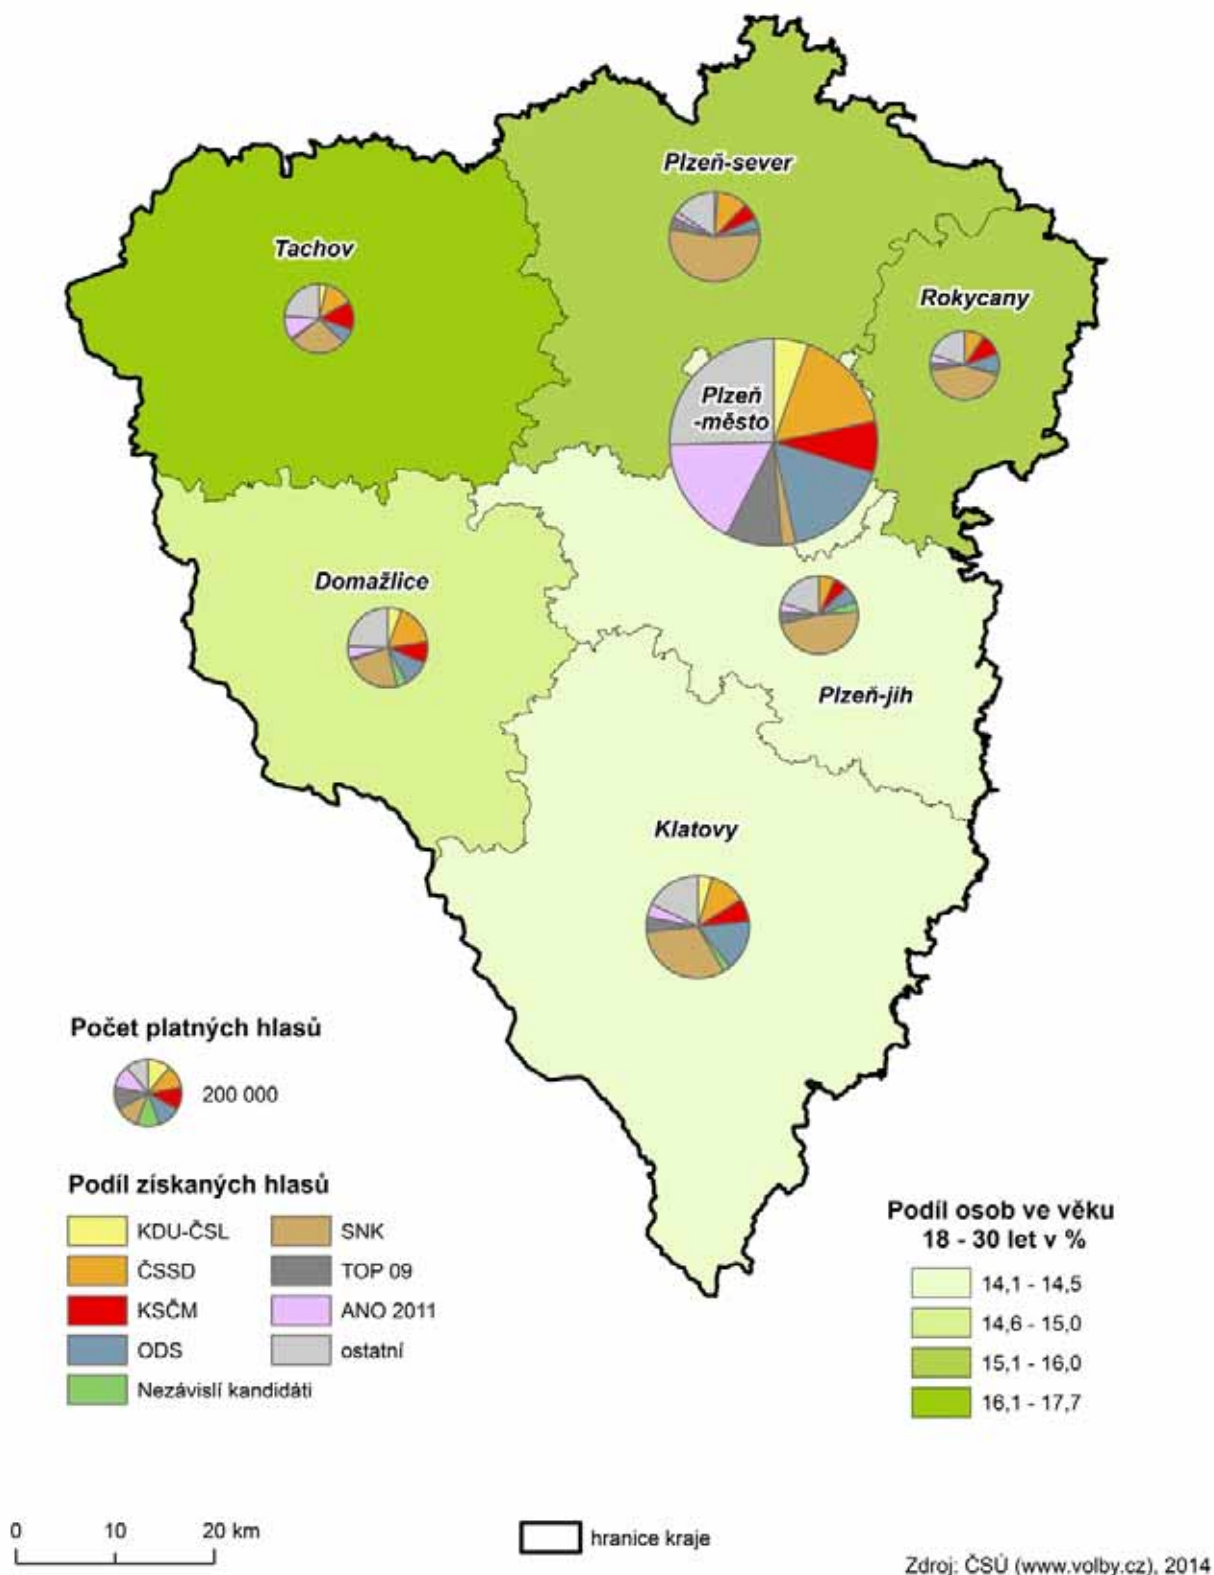 Plzeň-sever
Tachov
Rokycany
Plzeň
-město
Domažlice
Plzeň-jih
Klatovy
Počet platných hlasů
200 000
Podíl získaných hlasů
KDU-ČSL
SNK
ČSSD
TOP 09
KSČM
ANO 2011
ODS
ostatní
Nezávislí kandidáti
Podíl osob ve věku
18 - 30 let v %
14,1 - 14,5
14,6 - 15,0
15,1 - 16,0
16,1 - 17,7
0 10 20 km
hranice kraje
Zdroj: ČSÚ (www.volby.cz), 2014